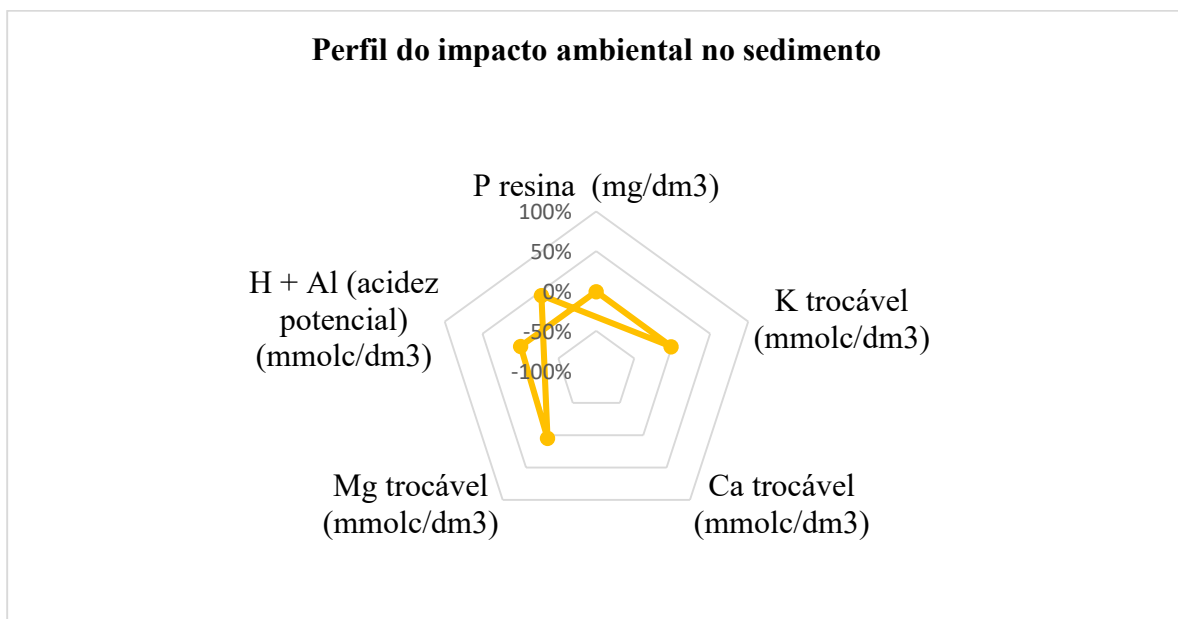 Perfil do impacto ambiental no sedimento
P resina (mg/dm3)
100%
50%
0%
-50%
-100%
K trocável
(mmolc/dm3)
Ca trocável
(mmolc/dm3)
Mg trocável
(mmolc/dm3)
H + Al (acidez
potencial)
(mmolc/dm3)